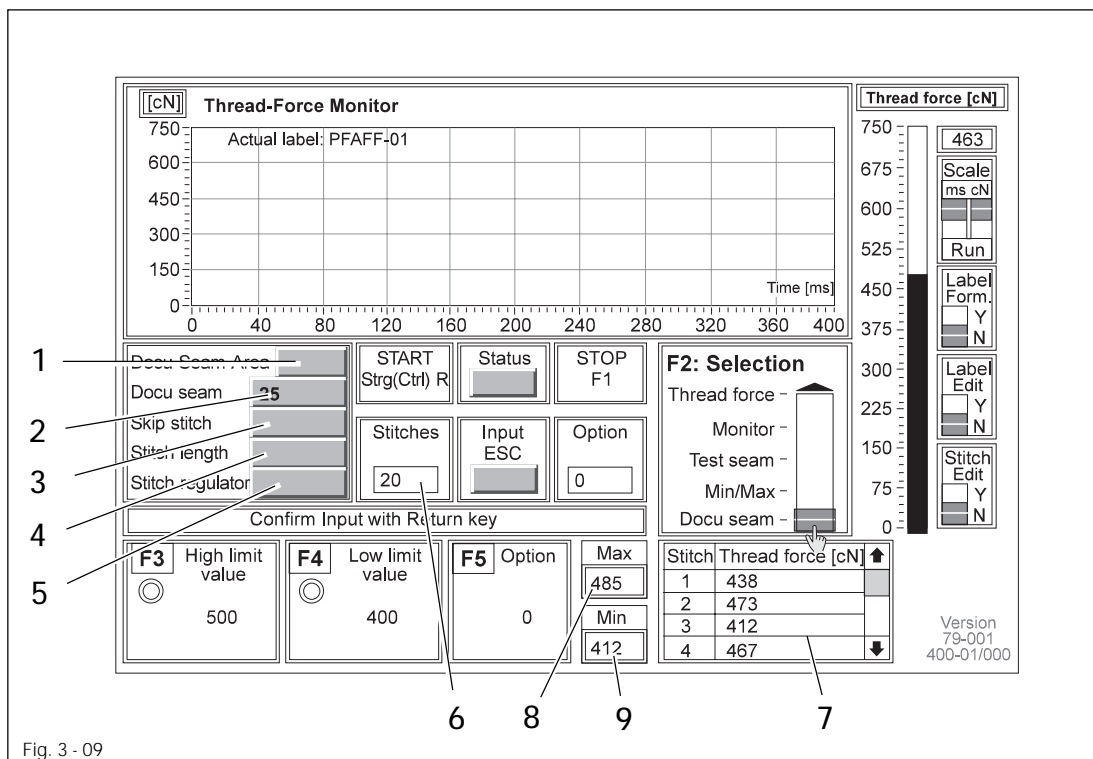 [cN] Thread-Force Monitor
Actual label: PFAFF-01
750
600
450
300
150
0
Time [ms]
0 40 80 120 160 200 240 280 320 360 400
Thread force [cN]
750
675
600
525
450
375
300
225
150
75
0
463
Scale
ms cN
Run
Label
Form.
Y
N
Label
Edit
Y
N
Stitch
Edit
Y
N
1
2
3
4
5
Docu Seam Area
Docu seam 25
Skip stitch
Stitch length
Stitch regulator
START
Strg(Ctrl) R
Status
STOP
F1
Stitches
20
Input
ESC
Option
0
F2: Selection
Thread force
Monitor
Test seam
Min/Max
Docu seam
Confirm Input with Return key
F3 High limit
value
500
F4 Low limit
value
400
F5 Option
0
Max
485
Min
412
Stitch Thread force [cN]
1 438
2 473
3 412
4 467
Version
79-001
400-01/000
6 8 9 7
Fig. 3 - 09